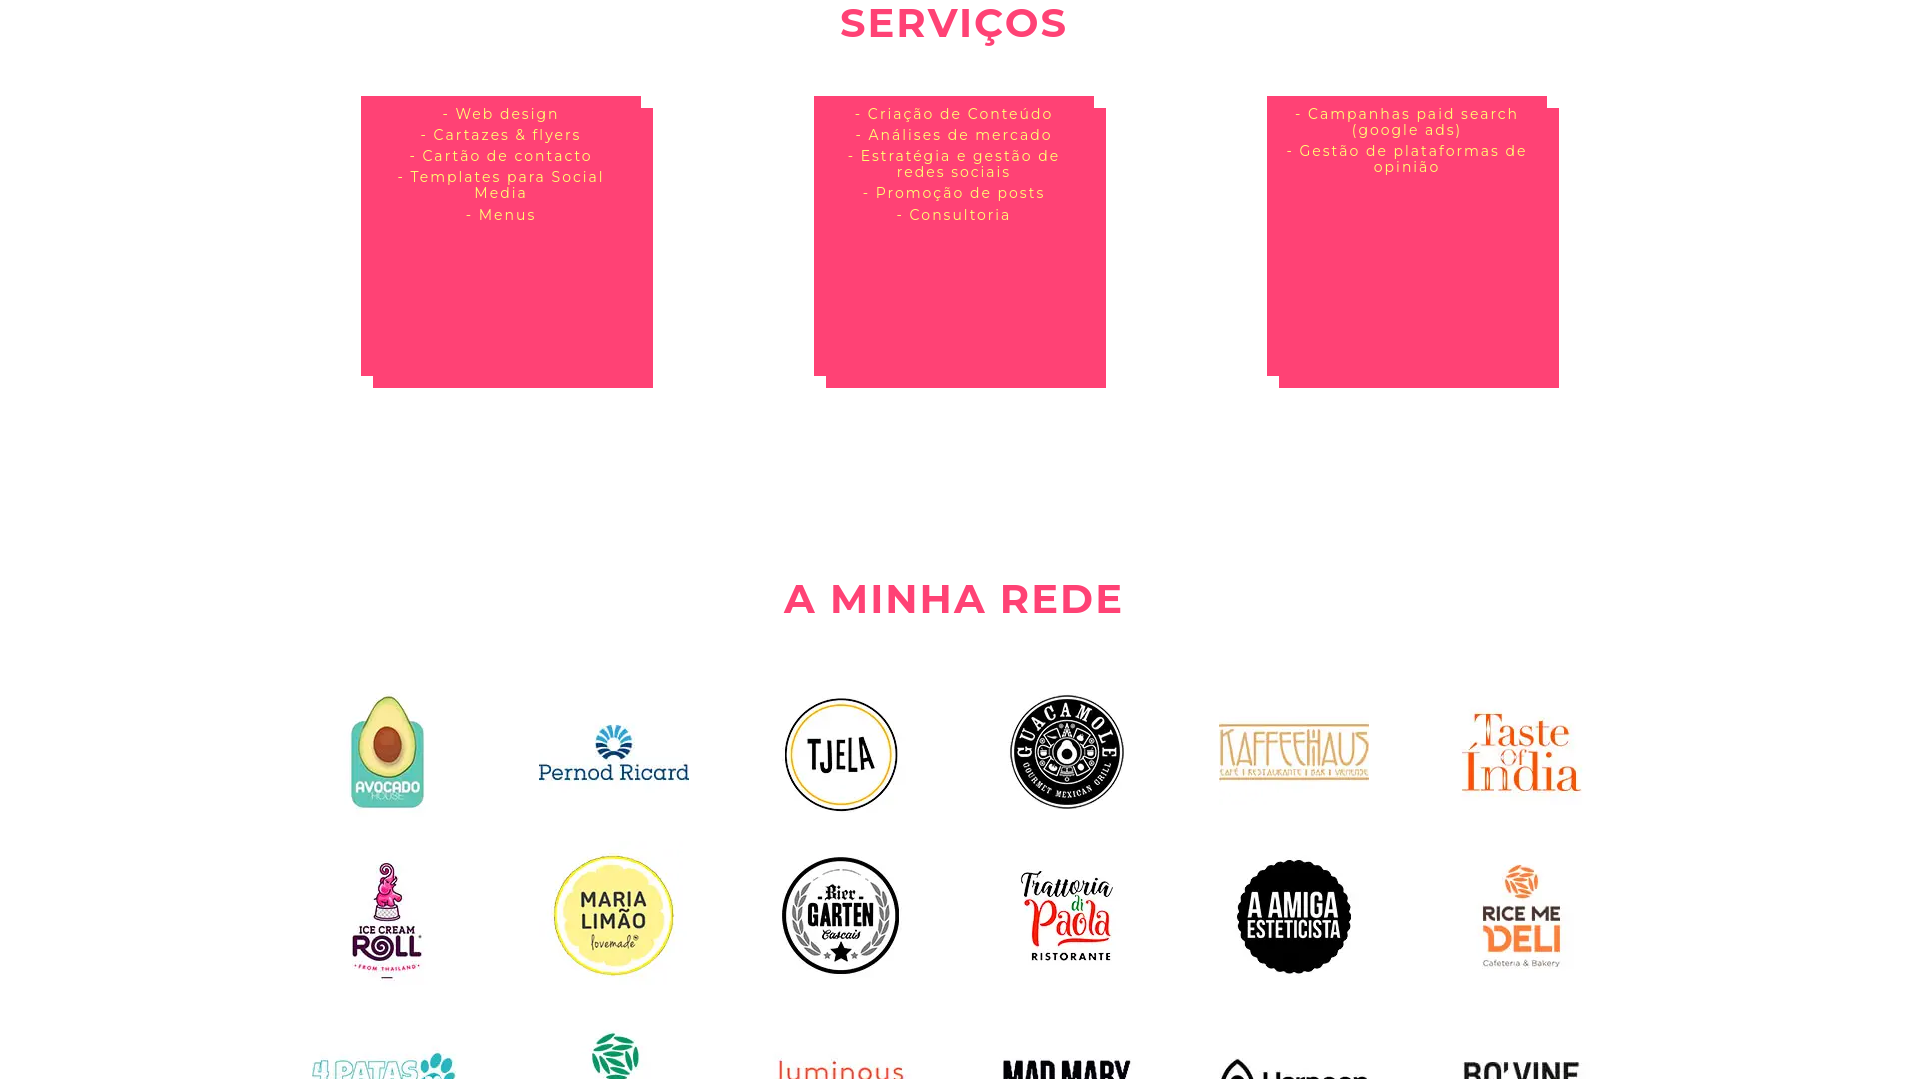 SERVIÇOS
- Web design
- Cartazes & flyers
- Cartão de contacto
- Templates para Social
Media
- Menus
- Criação de Conteúdo
- Análises de mercado
- Estratégia e gestão de
redes sociais
- Promoção de posts
- Consultoria
- Campanhas paid search
(google ads)
- Gestão de plataformas de
opinião
A MINHA REDE
AVOCADO
HOUSE
Pernod Ricard
TJELA
GUACAMOLE
GOURMET MEXICAN GRILL
KAFFEEHAUS
CAFÉ | RESTAURANTE | BAR | VIENENSE
Taste
Of
Índia
ICE CREAM
ROLL
• FROM THAILAND •
MARIA
LIMÃO
lovemade
- Bier -
GARTEN
Cascais
Trattoria
di
Paola
RISTORANTE
A AMIGA
ESTETICISTA
RICE ME
DELI
Cafeteria & Bakery
4 PATAS
luminous
MAD MARY
Harpoon
BO'VINE